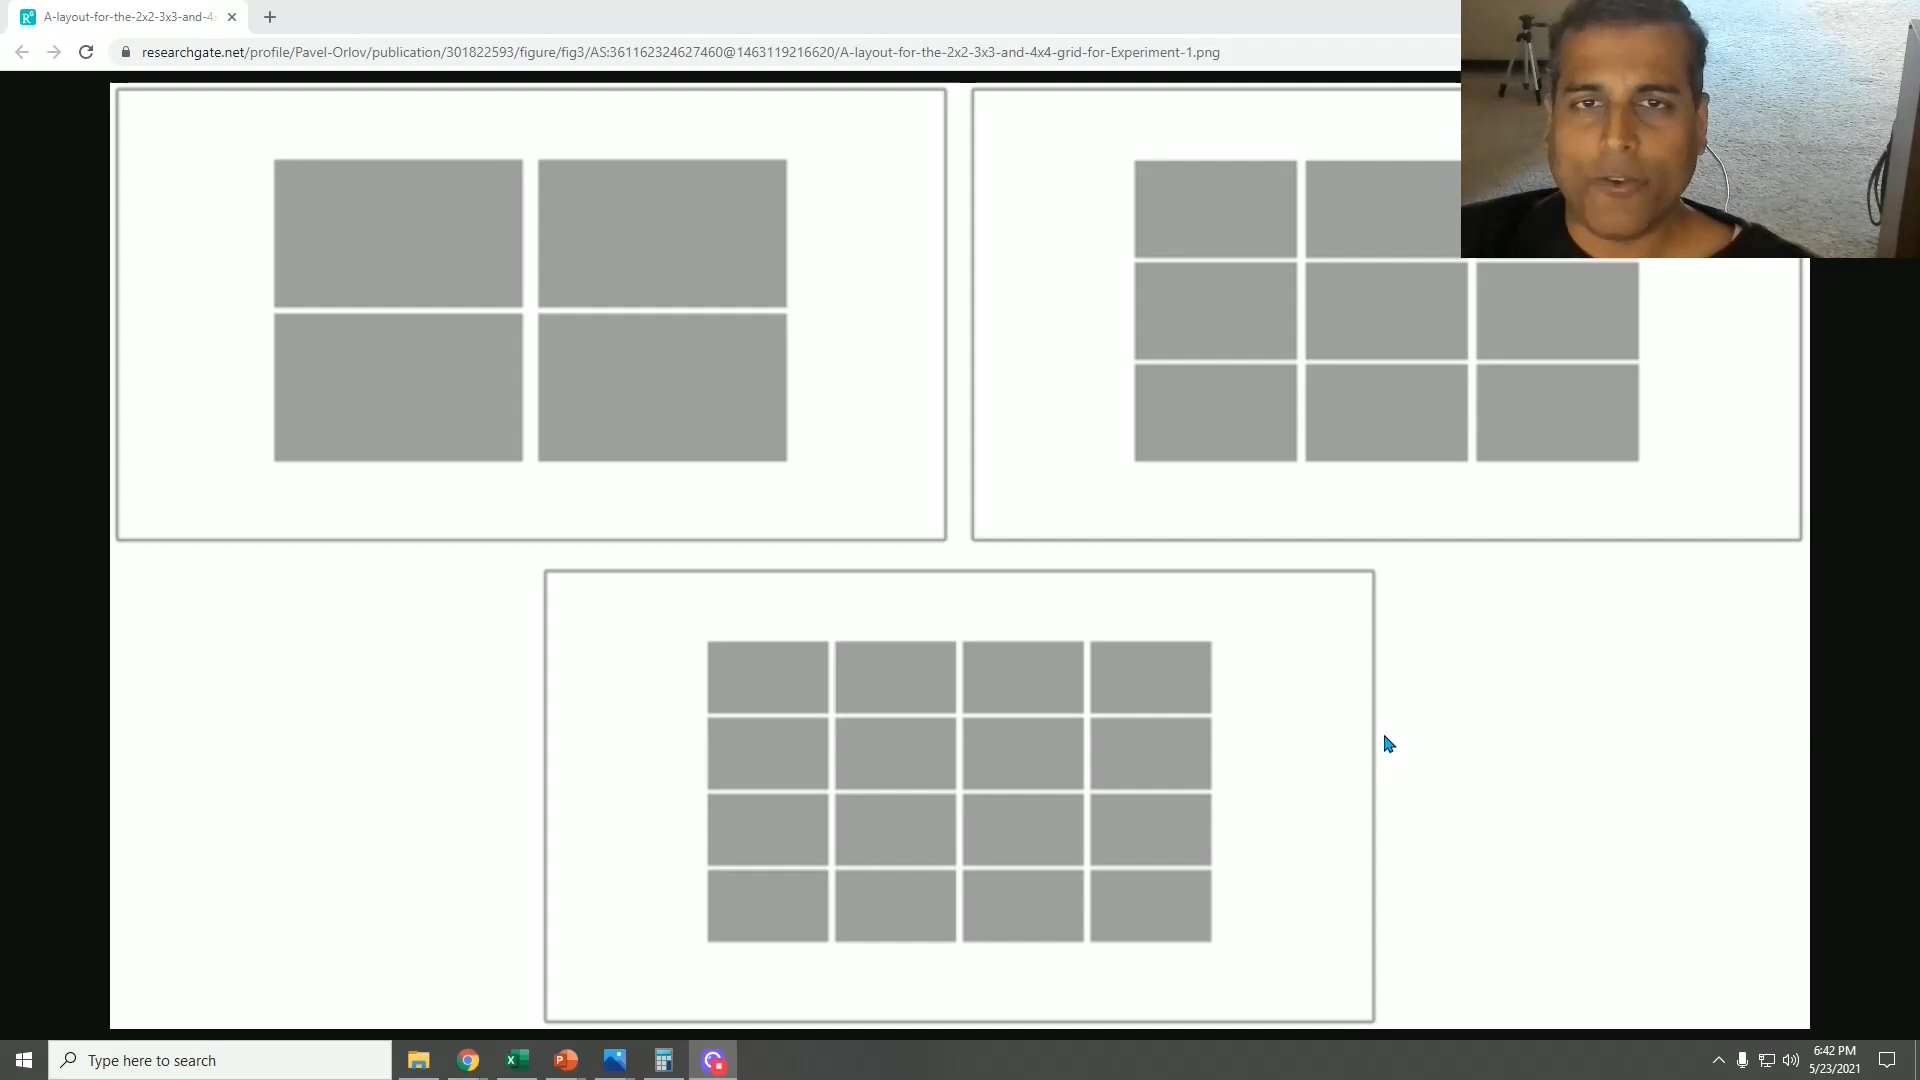 A-layout-for-the-2x2-3x3-and-4x
researchgate.net/profile/Pavel-Orlov/publication/301822593/figure/fig3/AS:361162324627460@1463119216620/A-layout-for-the-2x2-3x3-and-4x4-grid-for-Experiment-1.png
Type here to search
6:42 PM
5/23/2021